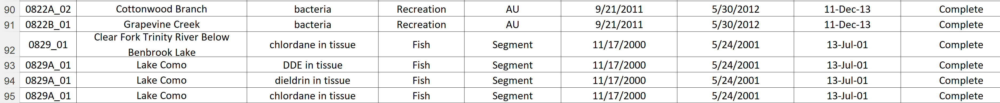 90 0822A_02 Cottonwood Branch bacteria Recreation AU 9/21/2011 5/30/2012 11-Dec-13 Complete
91 0822B_01 Grapevine Creek bacteria Recreation AU 9/21/2011 5/30/2012 11-Dec-13 Complete
92 0829_01 Clear Fork Trinity River Below
Benbrook Lake chlordane in tissue Fish Segment 11/17/2000 5/24/2001 13-Jul-01 Complete
93 0829A_01 Lake Como DDE in tissue Fish Segment 11/17/2000 5/24/2001 13-Jul-01 Complete
94 0829A_01 Lake Como dieldrin in tissue Fish Segment 11/17/2000 5/24/2001 13-Jul-01 Complete
95 0829A_01 Lake Como chlordane in tissue Fish Segment 11/17/2000 5/24/2001 13-Jul-01 Complete